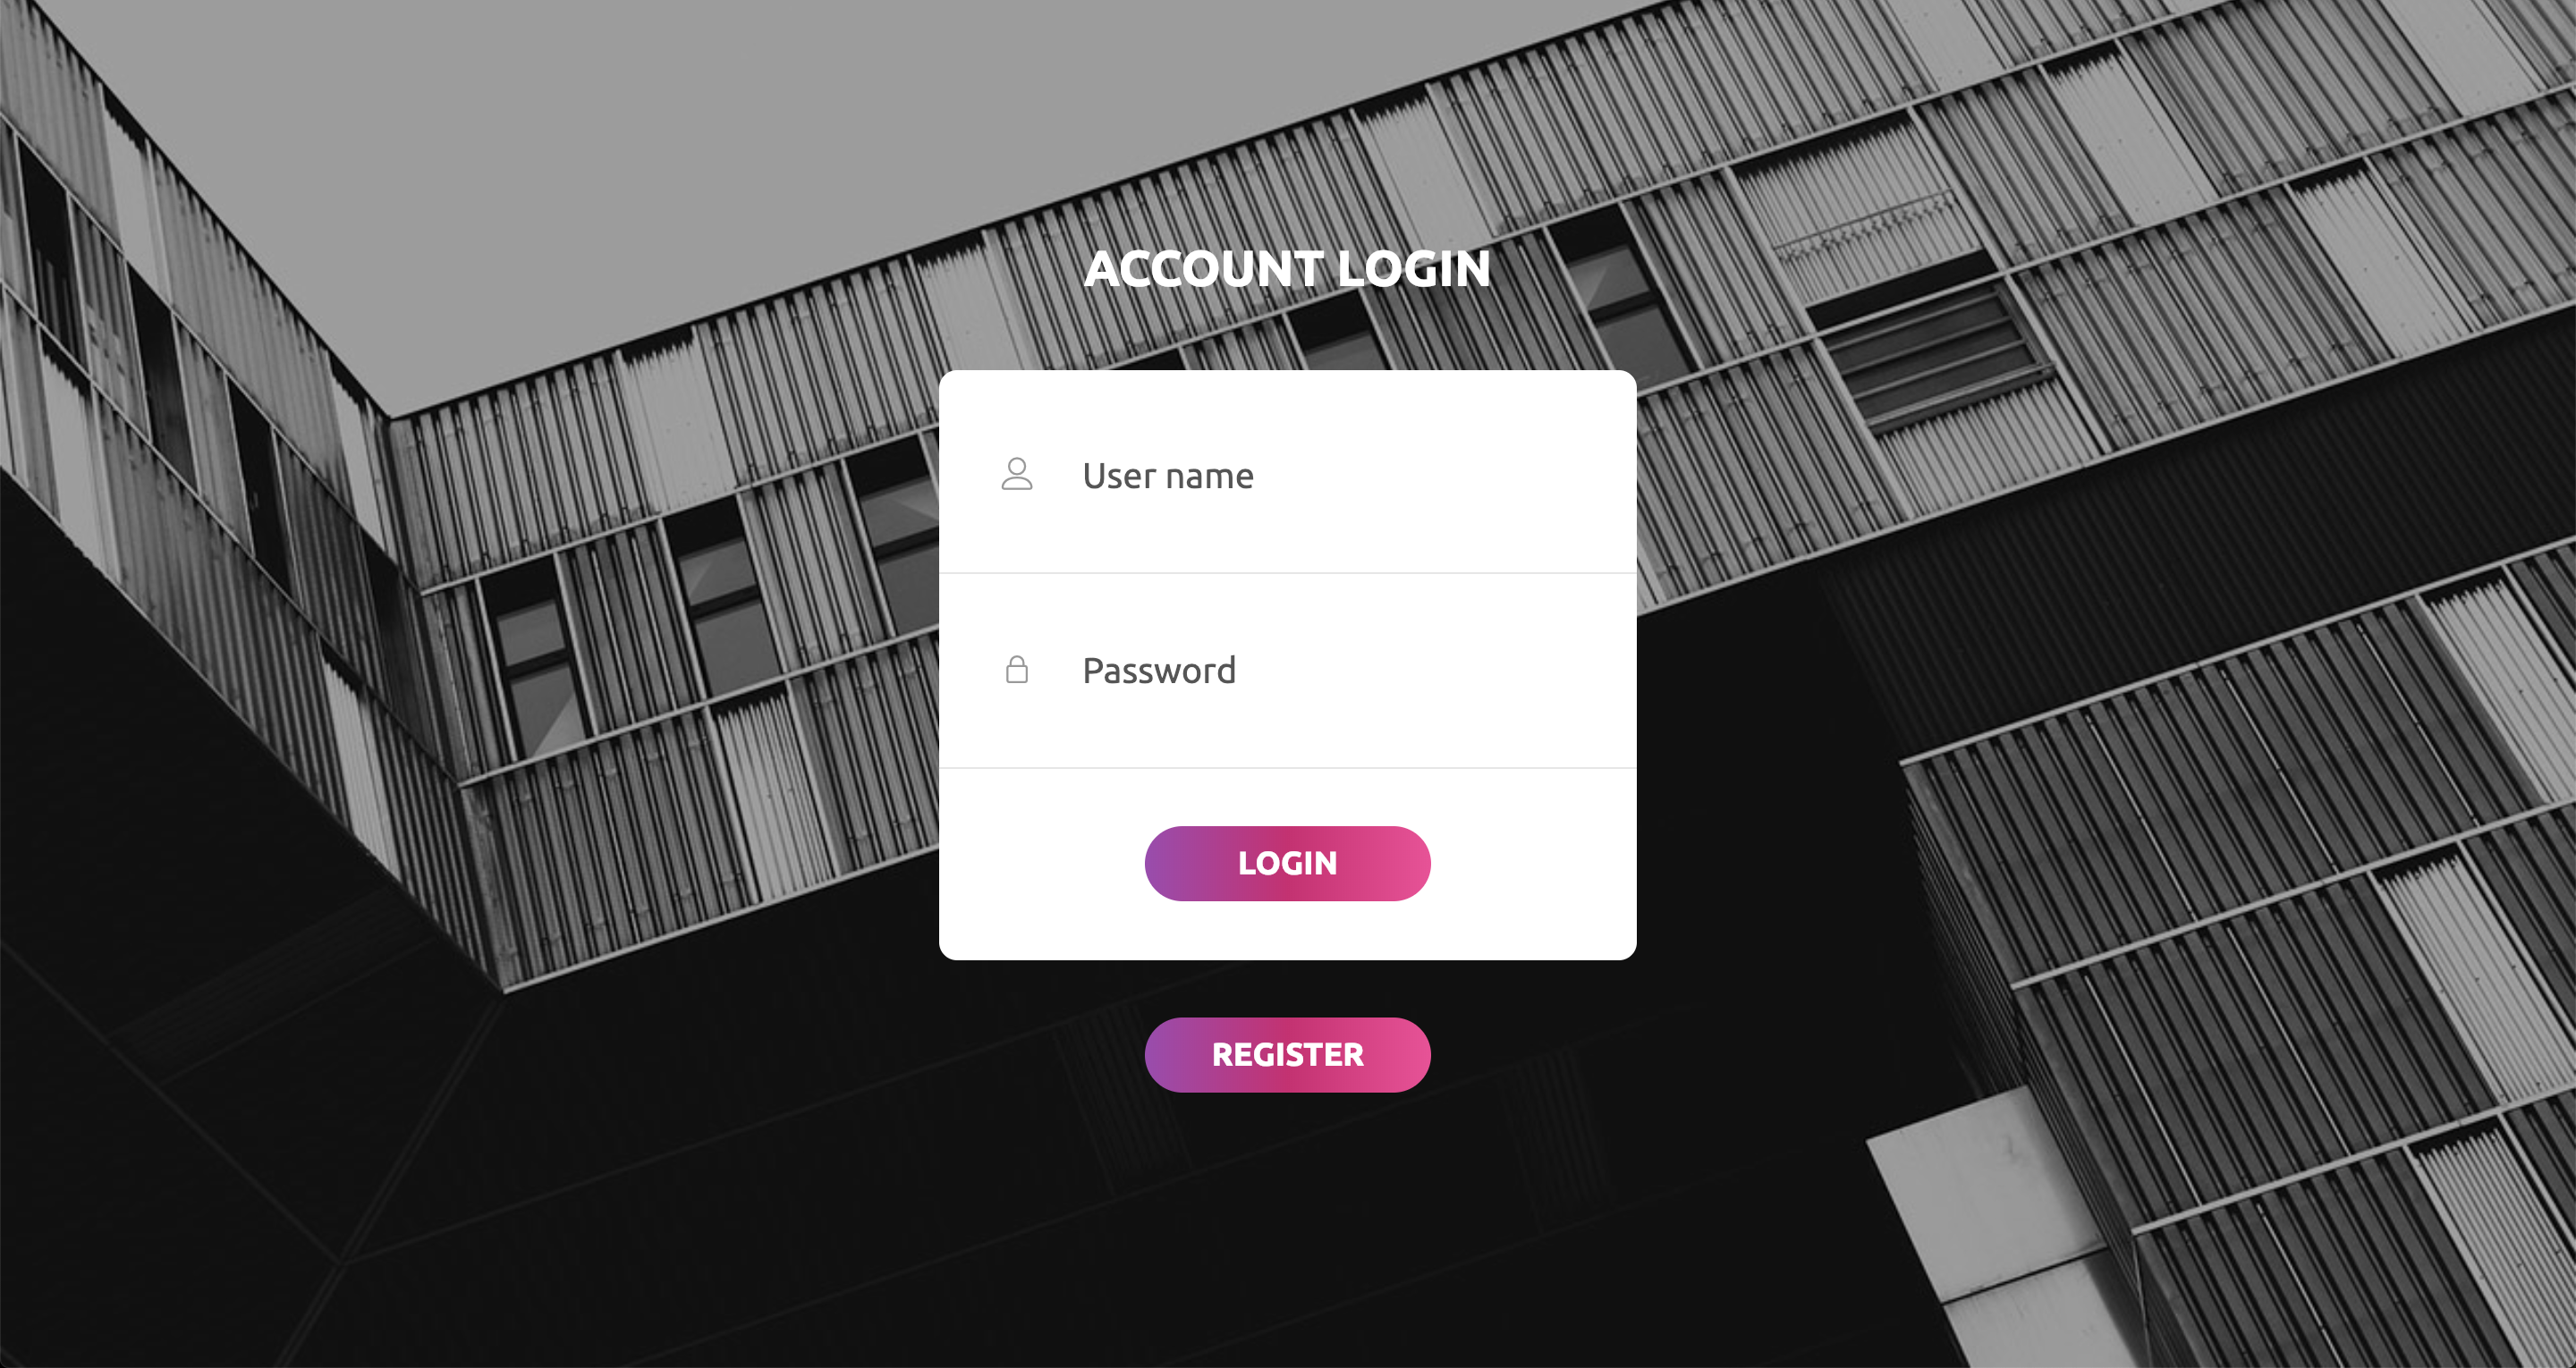 ACCOUNT LOGIN
User name
Password
LOGIN
REGISTER